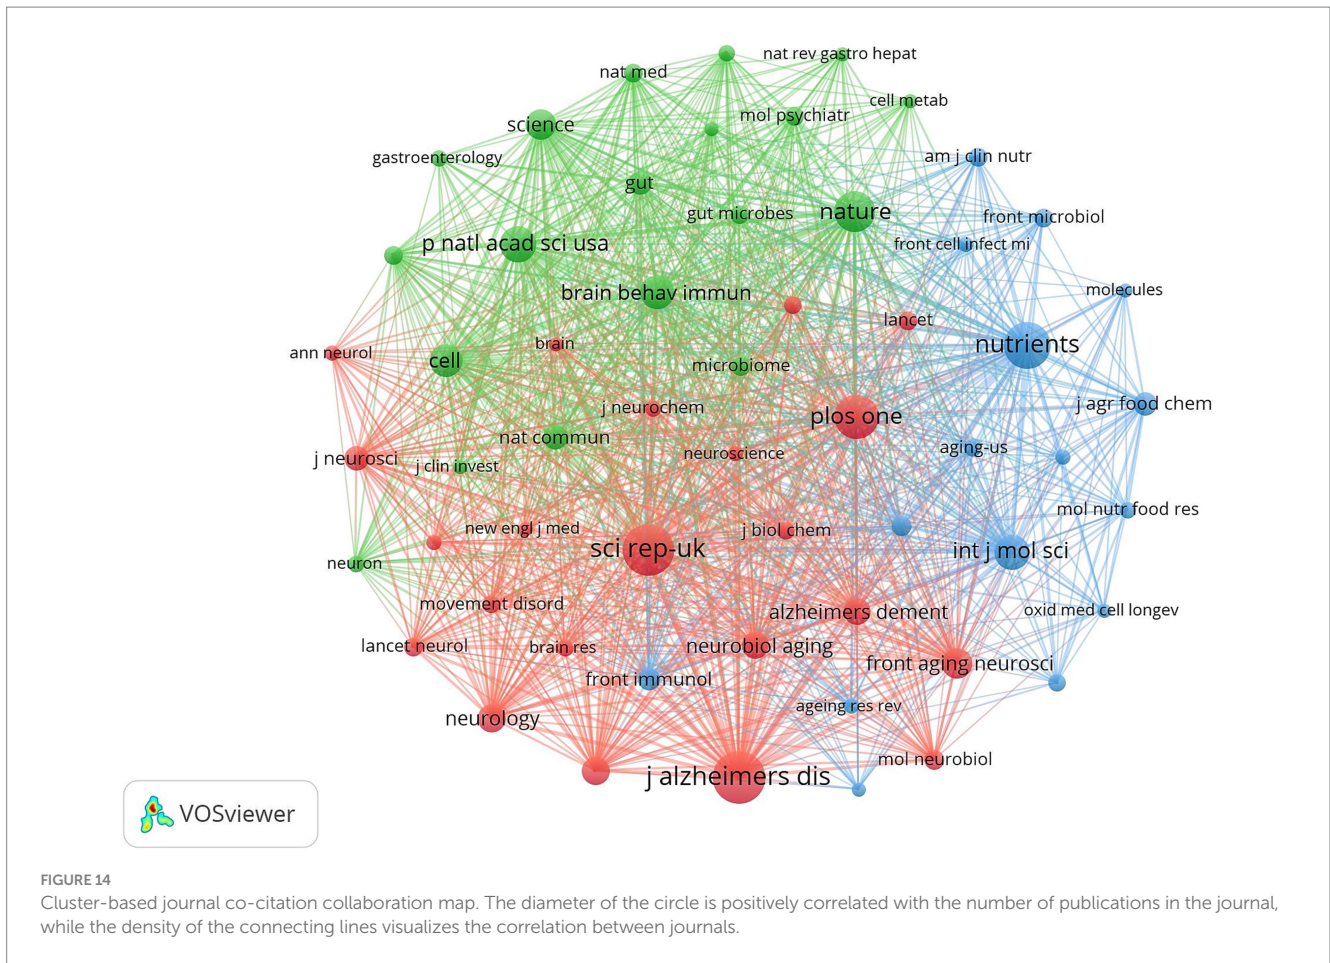 nat rev gastro hepat
nat med
cell metab
mol psychiatr
science
gastroenterology
am j clin nutr
gut
gut microbes
nature
front microbiol
p natl acad sci usa
front cell infect mi
brain behav immun
molecules
lancet
brain
nutrients
ann neurol
cell
microbiome
j neurochem
plos one
j agr food chem
nat commun
aging-us
neuroscience
j neurosci
j clin invest
mol nutr food res
new engl j med
j biol chem
sci rep-uk
int j mol sci
neuron
movement disord
alzheimers dement
oxid med cell longev
lancet neurol
brain res
neurobiol aging
front aging neurosci
front immunol
ageing res rev
neurology
mol neurobiol
j alzheimers dis
VOSviewer
FIGURE 14
Cluster-based journal co-citation collaboration map. The diameter of the circle is positively correlated with the number of publications in the journal,
while the density of the connecting lines visualizes the correlation between journals.